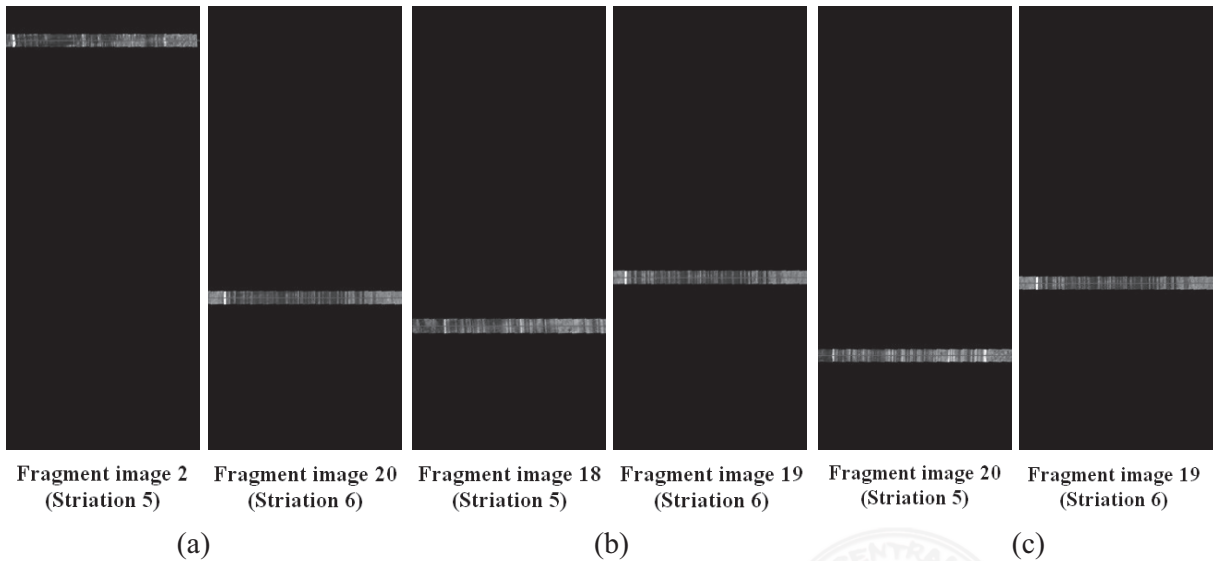 Fragment image 2 Fragment image 20 Fragment image 18 Fragment image 19 Fragment image 20 Fragment image 19
(Striation 5) (Striation 6) (Striation 5) (Striation 6) (Striation 5) (Striation 6)
(a) (b) (c)